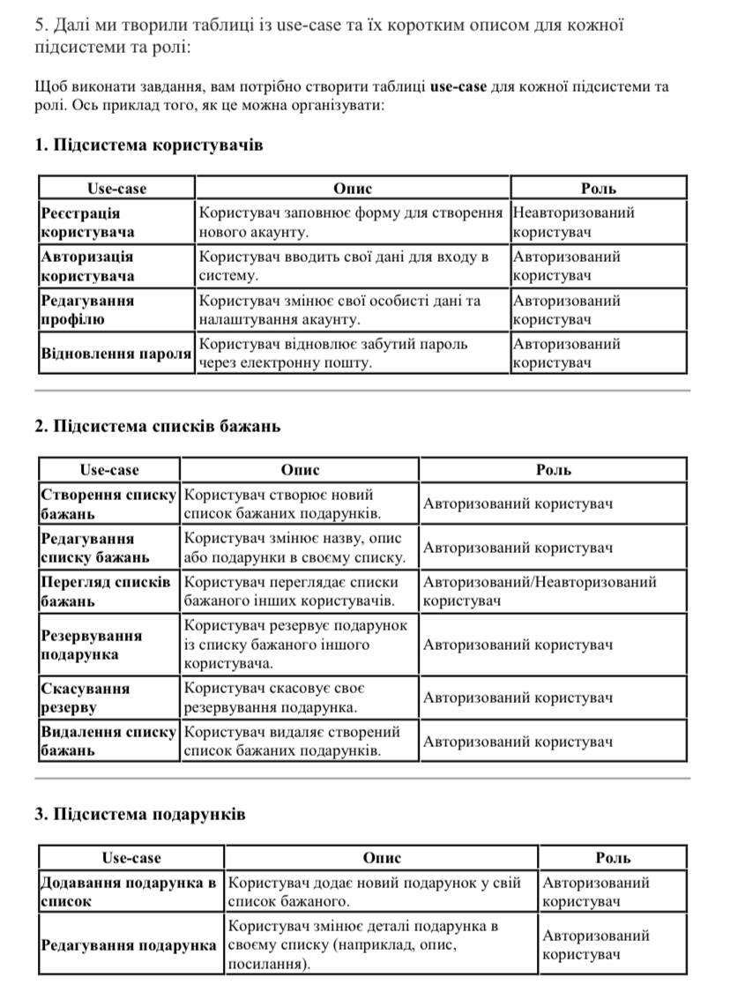 5. Далі ми творили таблиці із use-case та їх коротким описом для кожної
підсистеми та ролі:
Щоб виконати завдання, вам потрібно створити таблиці use-case для кожної підсистеми та
ролі. Ось приклад того, як це можна організувати:
1. Підсистема користувачів
Use-case Опис Роль
Реєстрація
користувача
Користувач заповнює форму для створення
нового акаунту.
Неавторизований
користувач
Авторизація
користувача
Користувач вводить свої дані для входу в
систему.
Авторизований
користувач
Редагування
профілю
Користувач змінює свої особисті дані та
налаштування акаунту.
Авторизований
користувач
Відновлення пароля
Користувач відновлює забутий пароль
через електронну пошту.
Авторизований
користувач
2. Підсистема списків бажань
Use-case Опис Роль
Створення списку
бажань
Користувач створює новий
список бажаних подарунків.
Авторизований користувач
Редагування
списку бажань
Користувач змінює назву, опис
або подарунки в своєму списку.
Авторизований користувач
Перегляд списків
бажань
Користувач переглядає списки
бажаного інших користувачів.
Авторизований/Неавторизований
користувач
Резервування
подарунка
Користувач резервує подарунок
із списку бажаного іншого
користувача.
Авторизований користувач
Скасування
резерву
Користувач скасовує своє
резервування подарунка.
Авторизований користувач
Видалення списку
бажань
Користувач видаляє створений
список бажаних подарунків.
Авторизований користувач
3. Підсистема подарунків
Use-case Опис Роль
Додавання подарунка в
список
Користувач додає новий подарунок у свій
список бажаного.
Авторизований
користувач
Редагування подарунка
Користувач змінює деталі подарунка в
своєму списку (наприклад, опис,
посилання).
Авторизований
користувач